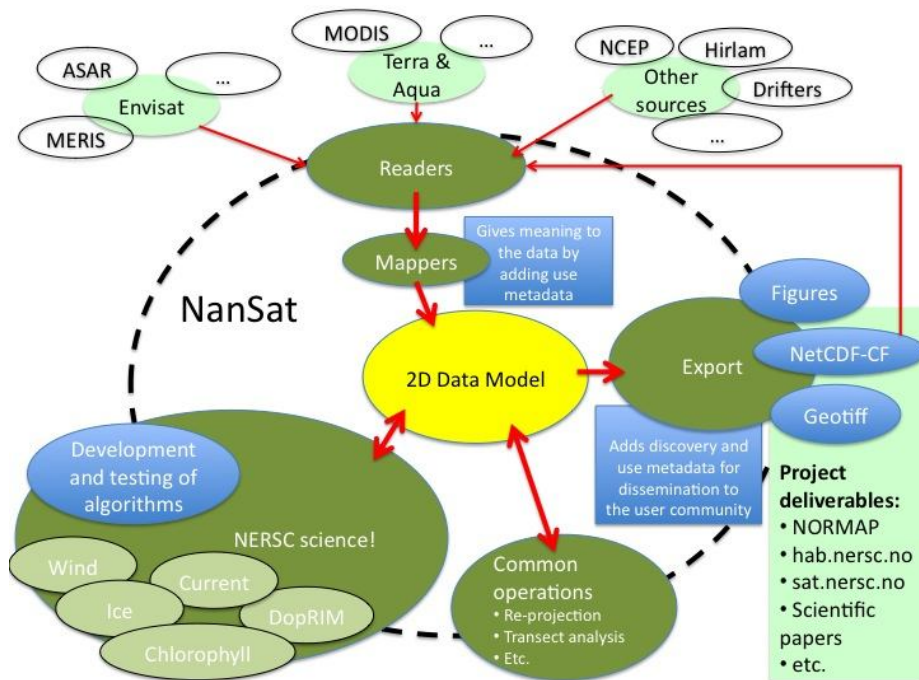 MODIS
...
Terra &
Aqua
NCEP
Hirlam
Other
sources
Drifters
...
ASAR
...
Envisat
MERIS
Readers
Mappers
Gives meaning to
the data by
adding use
metadata
NanSat
Figures
2D Data Model
Export
NetCDF-CF
Geotiff
Development
and testing of
algorithms
Adds discovery and
use metadata for
dissemination to
the user community
Project
deliverables:
• NORMAP
• hab.nersc.no
• sat.nersc.no
• Scientific
papers
• etc.
NERSC science!
Wind
Current
Ice
DopRIM
Chlorophyll
Common
operations
• Re-projection
• Transect analysis
• Etc.